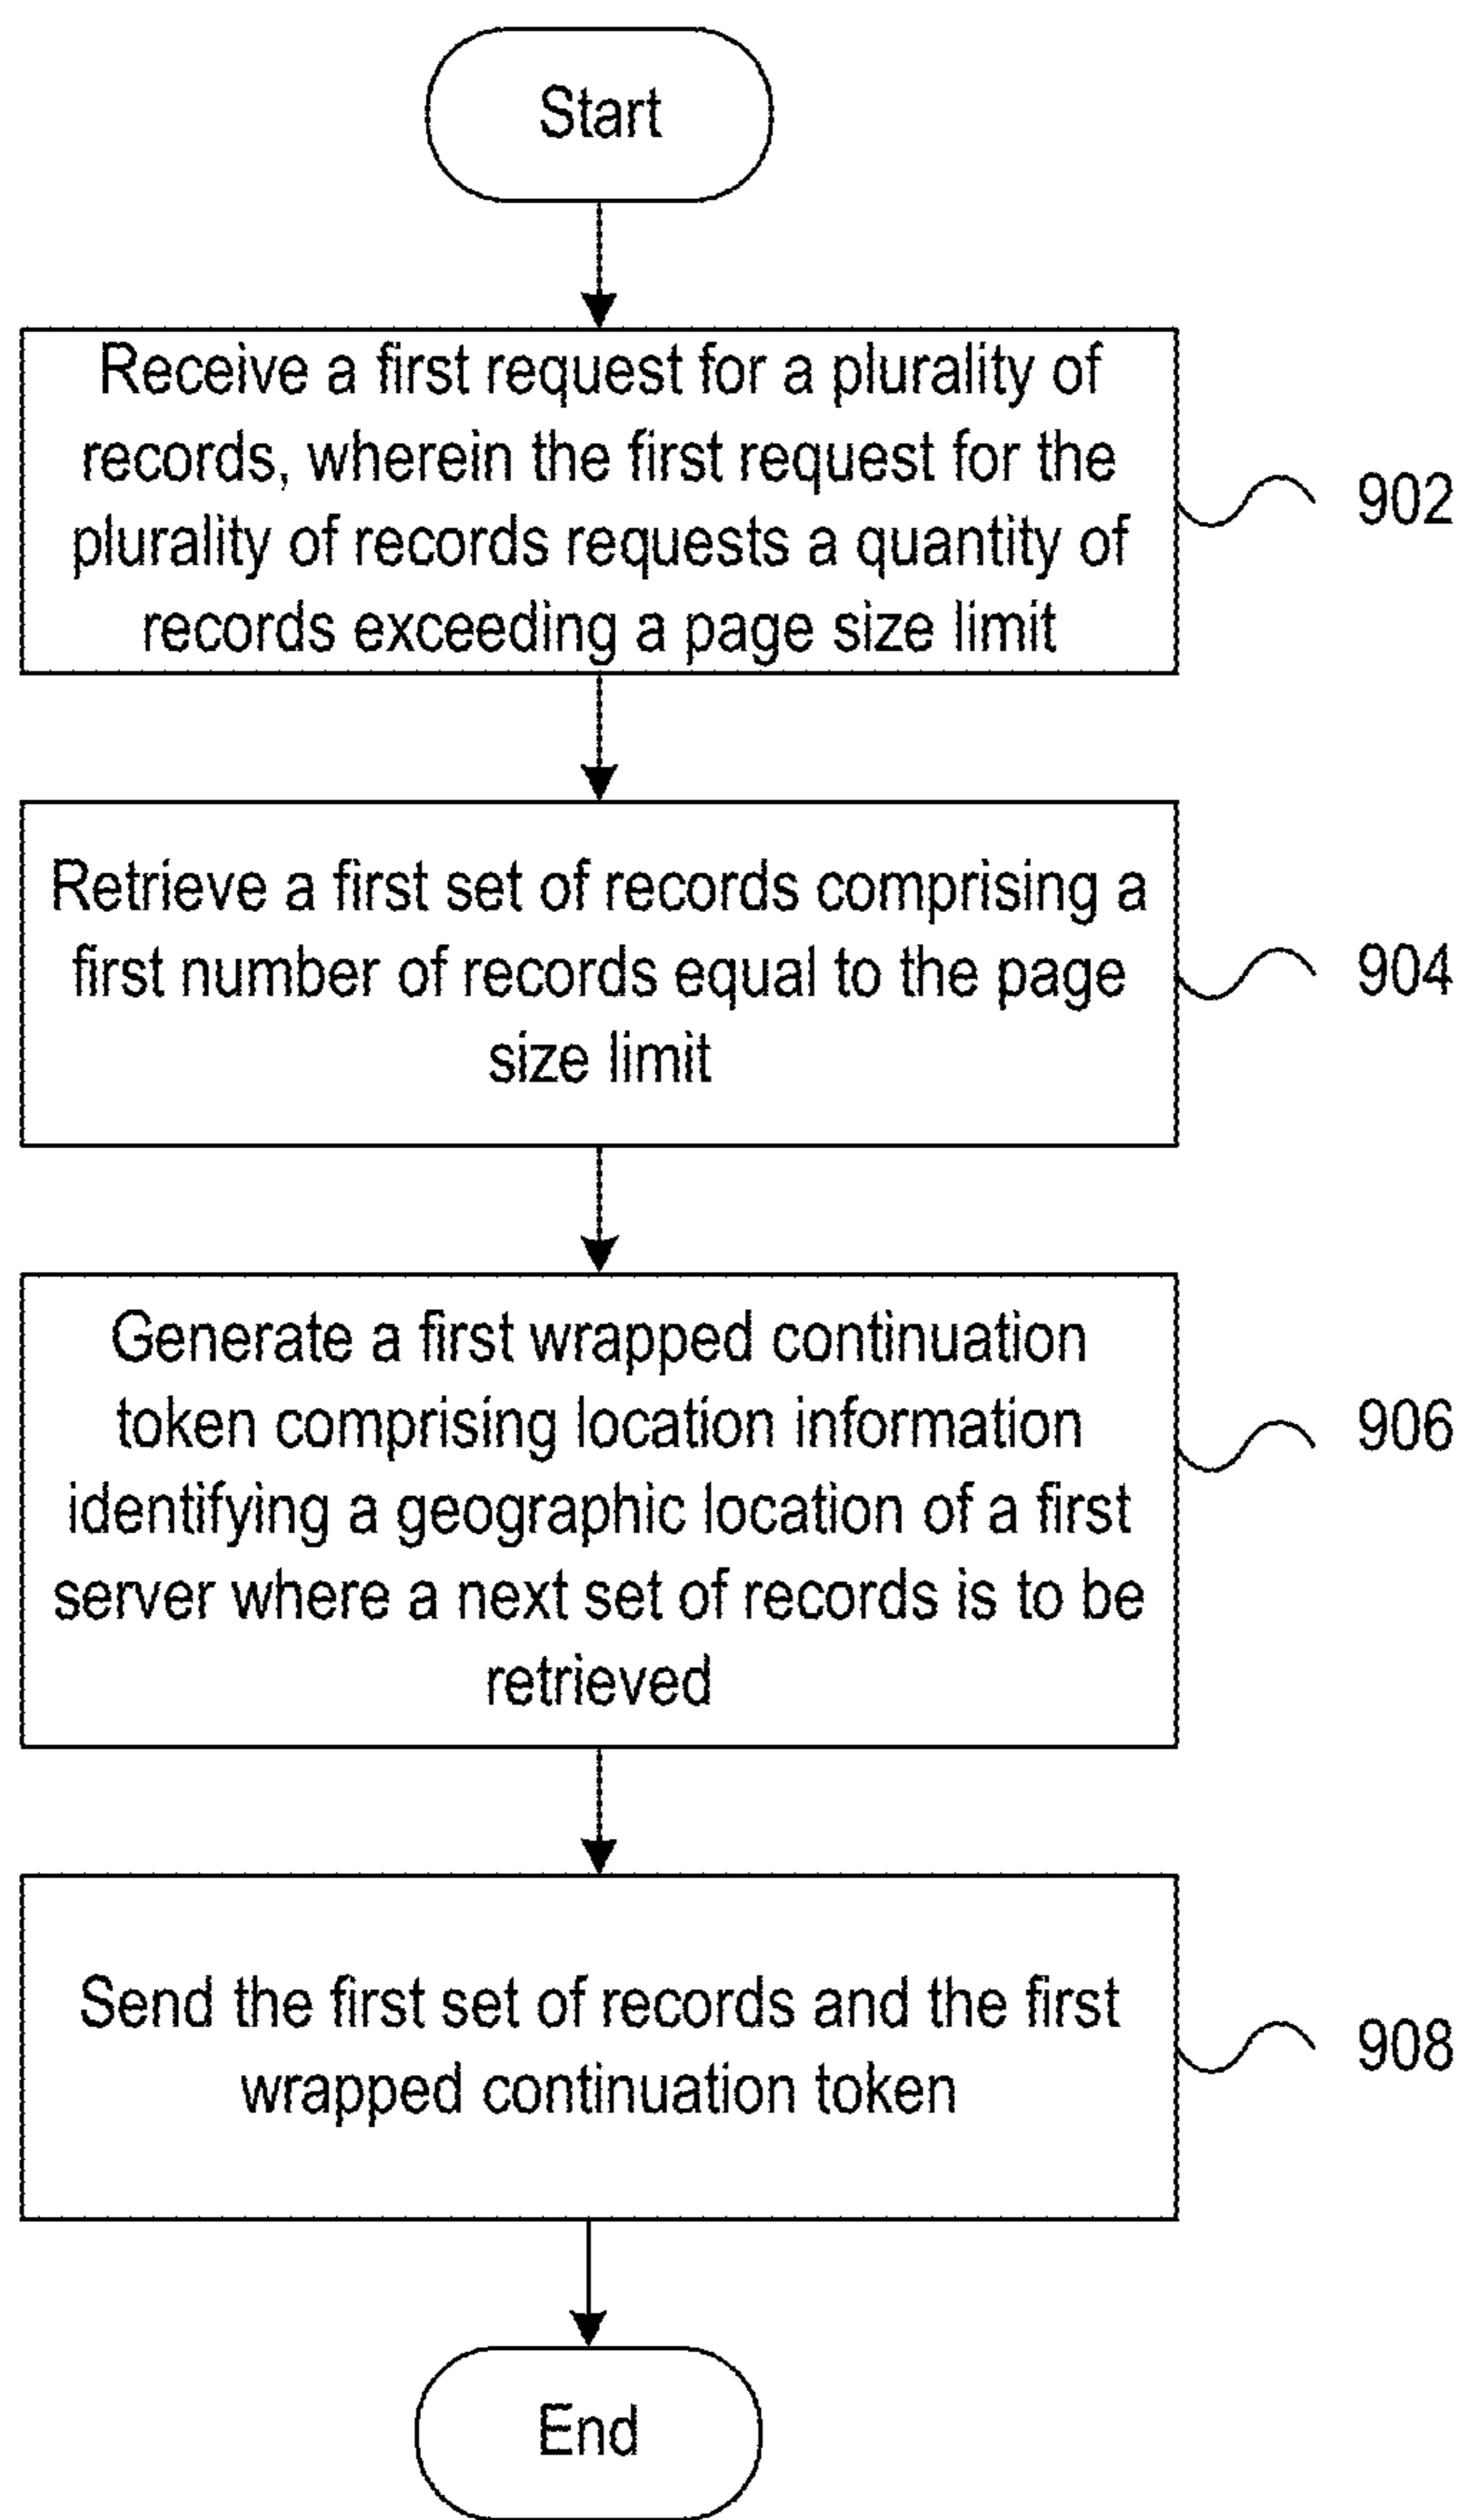 Start
Receive a first request for a plurality of
records, wherein the first request for the
plurality of records requests a quantity of
records exceeding a page size limit
902
Retrieve a first set of records comprising a
first number of records equal to the page
size limit
904
Generate a first wrapped continuation
token comprising location information
identifying a geographic location of a first
server where a next set of records is to be
retrieved
906
Send the first set of records and the first
wrapped continuation token
908
End